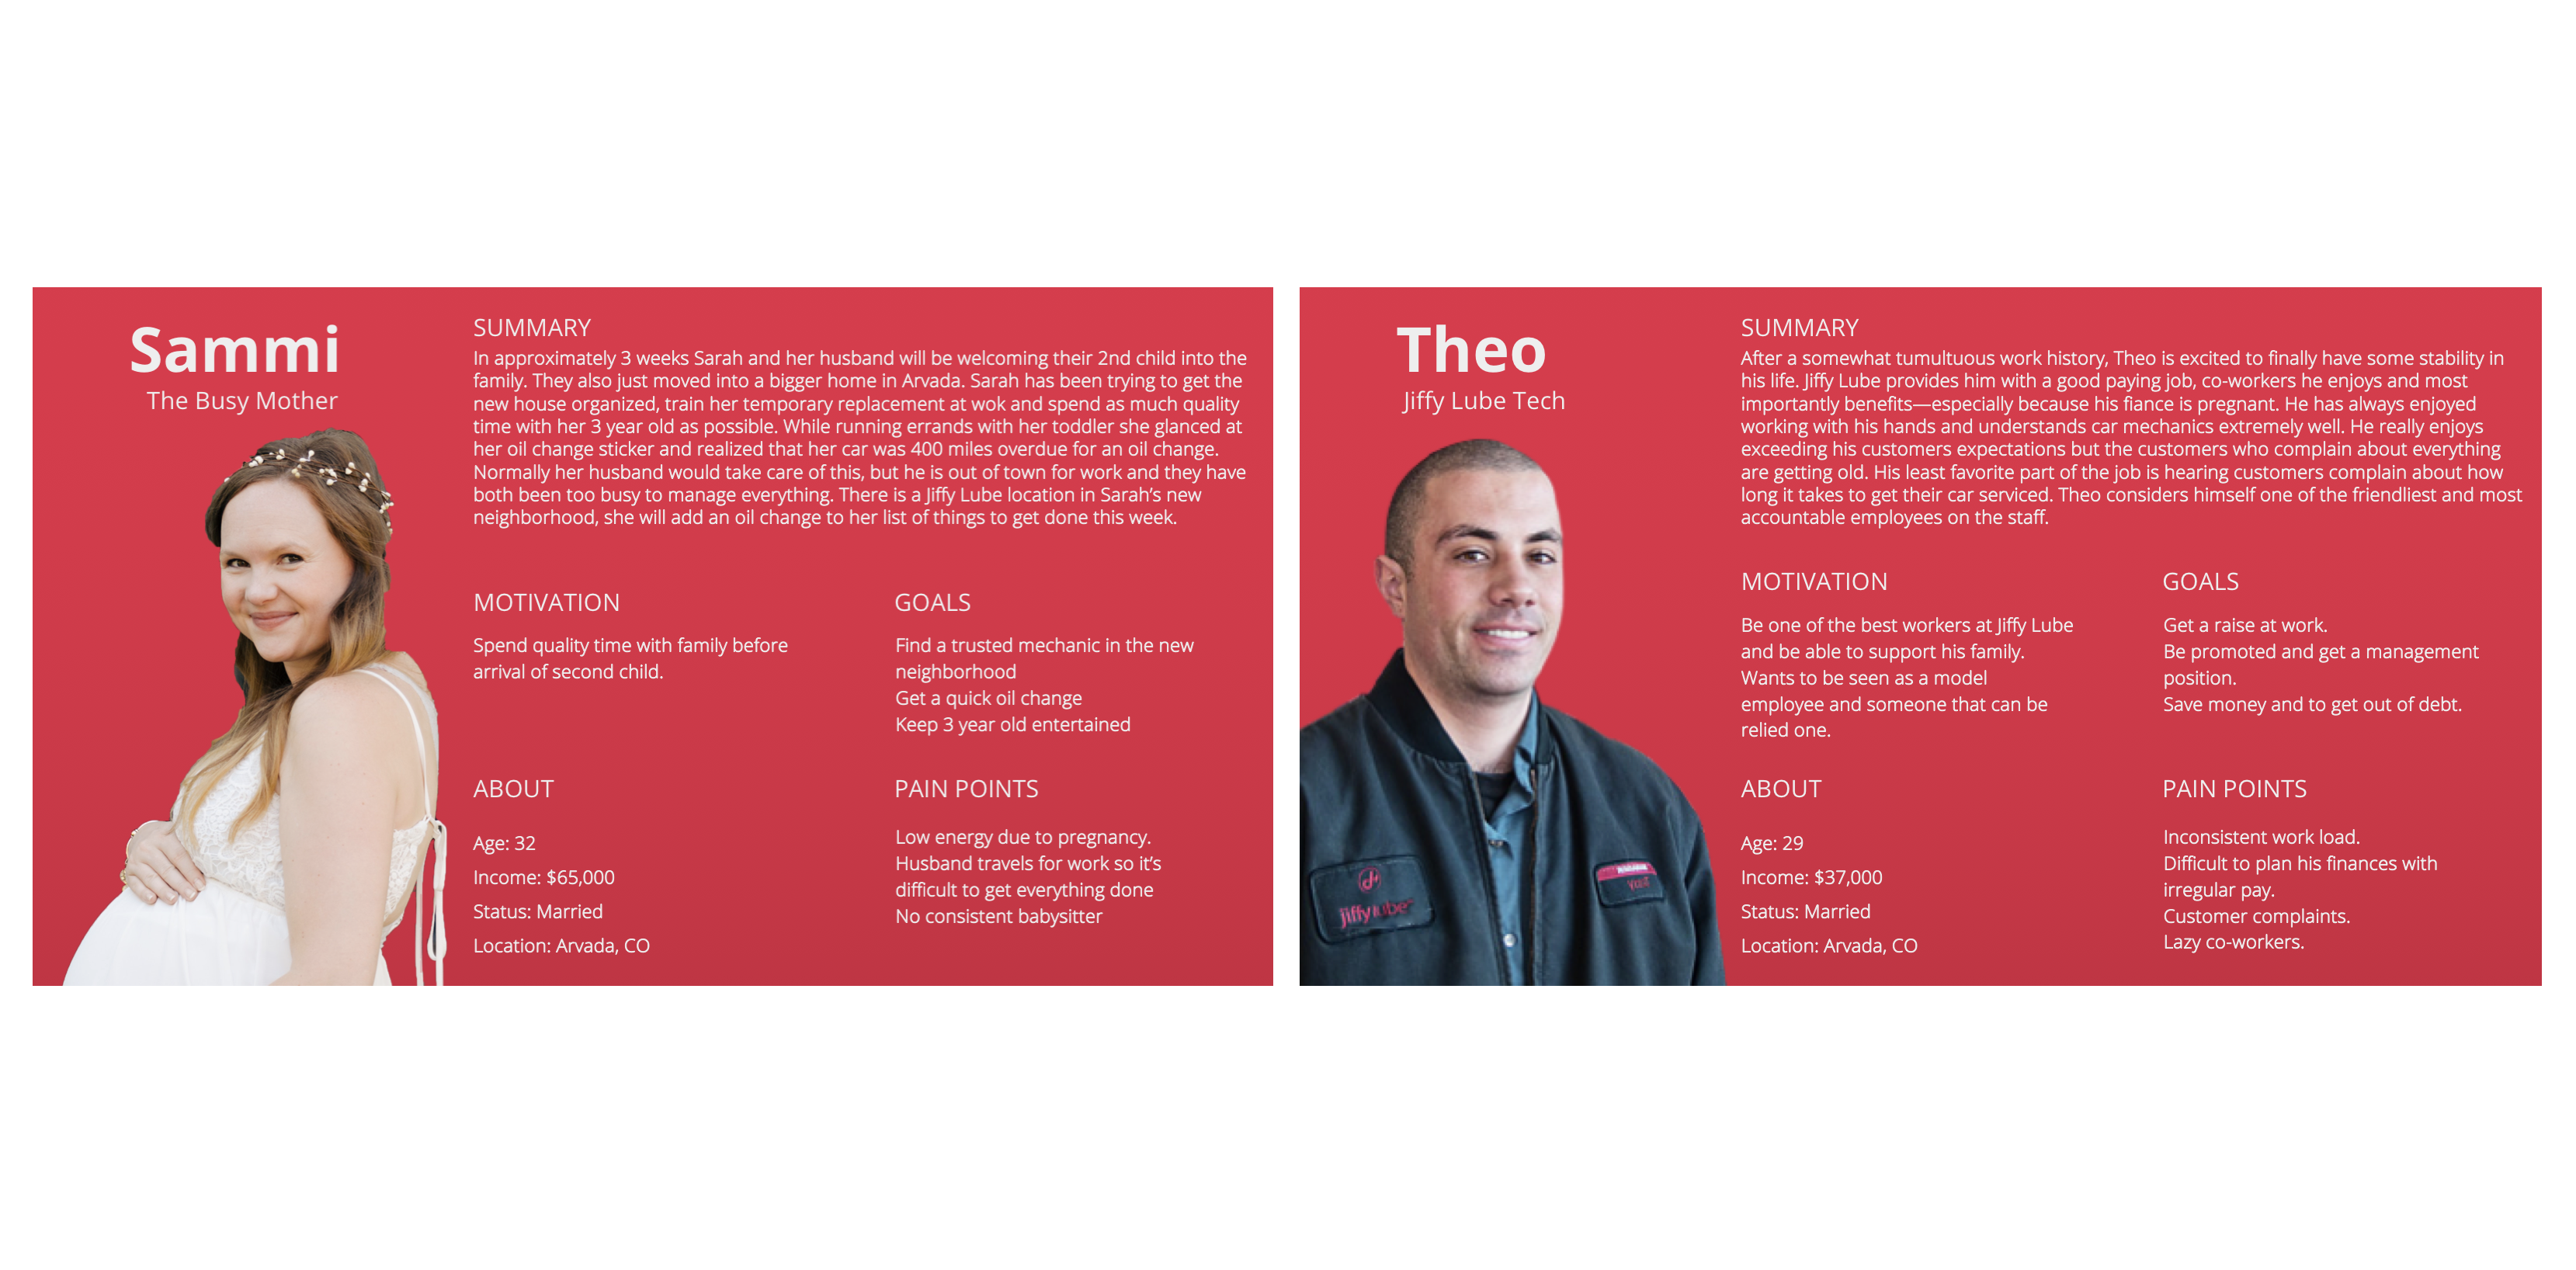 Sammi
The Busy Mother
SUMMARY
In approximately 3 weeks Sarah and her husband will be welcoming their 2nd child into the
family. They also just moved into a bigger home in Arvada. Sarah has been trying to get the
new house organized, train her temporary replacement at wok and spend as much quality
time with her 3 year old as possible. While running errands with her toddler she glanced at
her oil change sticker and realized that her car was 400 miles overdue for an oil change.
Normally her husband would take care of this, but he is out of town for work and they have
both been too busy to manage everything. There is a Jiffy Lube location in Sarah's new
neighborhood, she will add an oil change to her list of things to get done this week.
MOTIVATION
Spend quality time with family before
arrival of second child.
GOALS
Find a trusted mechanic in the new
neighborhood
Get a quick oil change
Keep 3 year old entertained
ABOUT
Age: 32
Income: $65,000
Status: Married
Location: Arvada, CO
PAIN POINTS
Low energy due to pregnancy.
Husband travels for work so it's
difficult to get everything done
No consistent babysitter
Theo
Jiffy Lube Tech
SUMMARY
After a somewhat tumultuous work history, Theo is excited to finally have some stability in
his life. Jiffy Lube provides him with a good paying job, co-workers he enjoys and most
importantly benefits—especially because his fiance is pregnant. He has always enjoyed
working with his hands and understands car mechanics extremely well. He really enjoys
exceeding his customers expectations but the customers who complain about everything
are getting old. His least favorite part of the job is hearing customers complain about how
long it takes to get their car serviced. Theo considers himself one of the friendliest and most
accountable employees on the staff.
MOTIVATION
Be one of the best workers at Jiffy Lube
and be able to support his family.
Wants to be seen as a model
employee and someone that can be
relied one.
GOALS
Get a raise at work.
Be promoted and get a management
position.
Save money and to get out of debt.
ABOUT
Age: 29
Income: $37,000
Status: Married
Location: Arvada, CO
PAIN POINTS
Inconsistent work load.
Difficult to plan his finances with
irregular pay.
Customer complaints.
Lazy co-workers.
jiffy lube